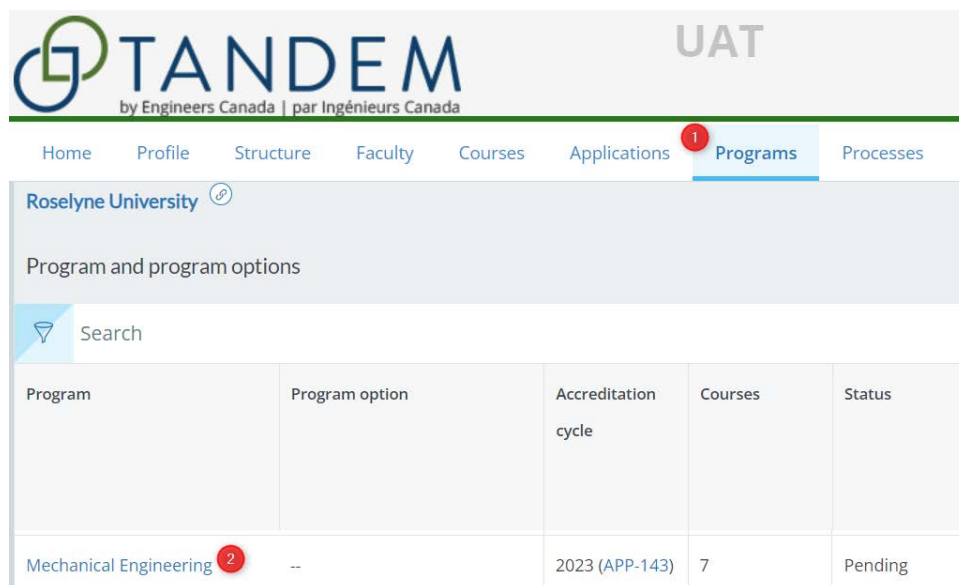 TANDEM
UAT
by Engineers Canada | par Ingénieurs Canada
Home Profile Structure Faculty Courses Applications 1 Programs Processes
Roselyne University
Program and program options
Search
Program Program option Accreditation cycle Courses Status
Mechanical Engineering 2 -- 2023 (APP-143) 7 Pending